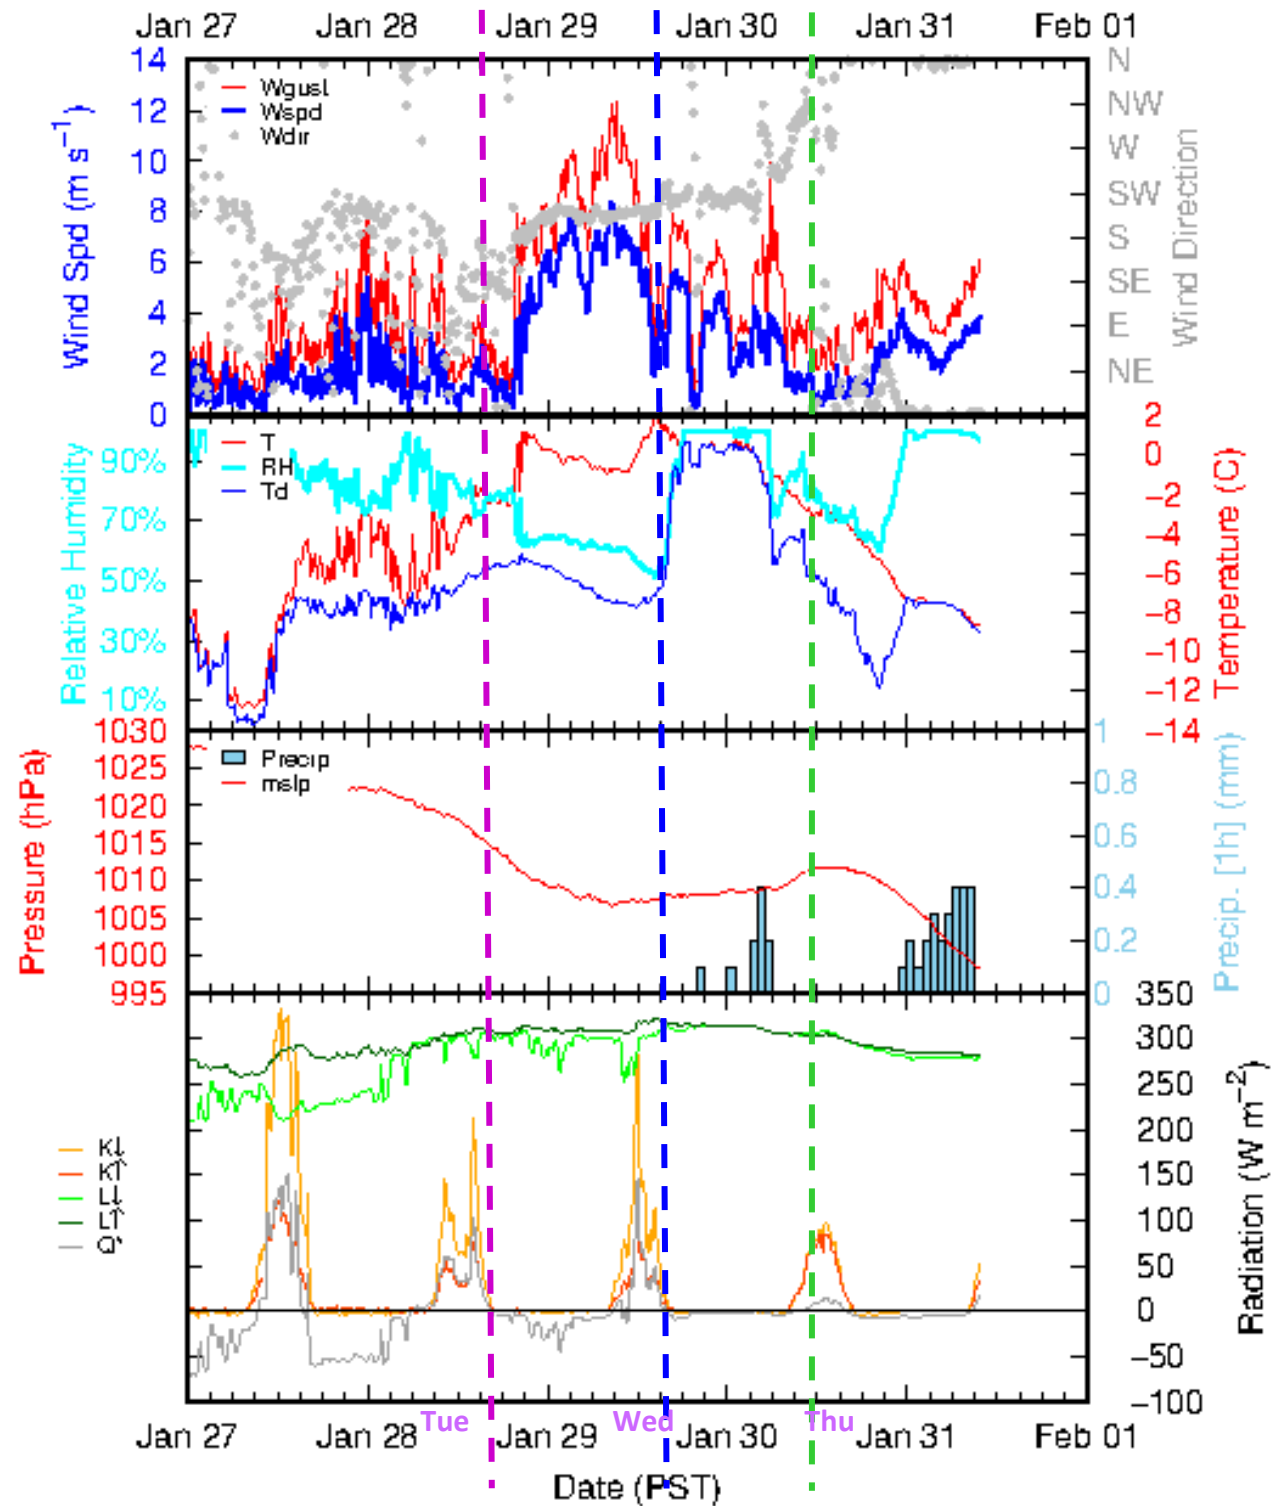 Jan 27 Jan 28 Jan 29 Jan 30 Jan 31 Feb 01
Wind Spd (m s−1)
14
12
10
8
6
4
2
0
Wgust
Wspd
Wdir
N
NW
W
SW
S
SE
E
NE
Wind Direction
Relative Humidity
90%
70%
50%
30%
10%
T
RH
Td
2
0
−2
−4
−6
−8
−10
−12
−14
Temperature (C)
Pressure (hPa)
1030
1025
1020
1015
1010
1005
1000
995
Precip
mslp
1
0.8
0.6
0.4
0.2
0
Precip. [1h] (mm)
K↓
K↑
L↓
L↑
350
300
250
200
150
100
50
0
−50
−100
Radiation (W m−2)
Tue Wed Thu
Jan 27 Jan 28 Jan 29 Jan 30 Jan 31 Feb 01
Date (PST)